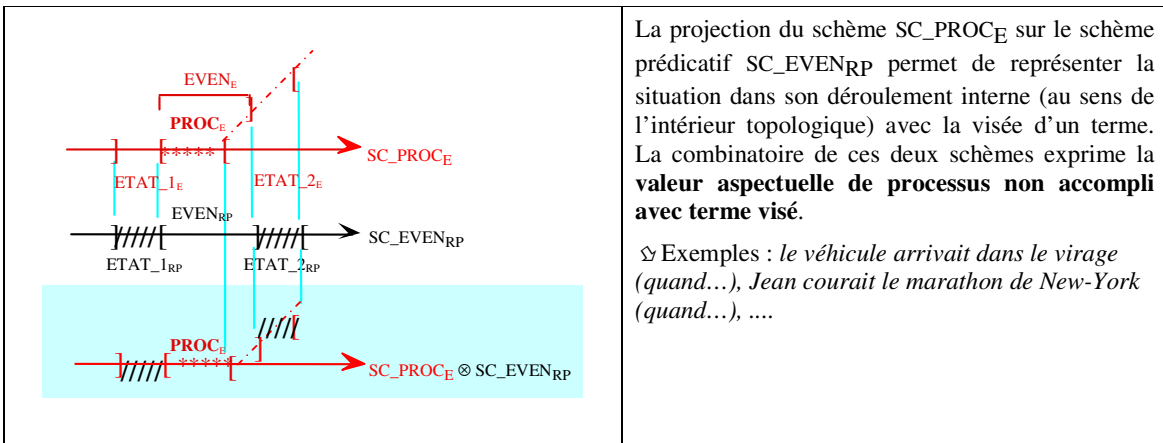 EVEN_E
PROC_E
] [***** [ ] [
SC_PROC_E
ETAT_1_E ETAT_2_E
EVEN_RP
]/////[ ]/////[
SC_EVEN_RP
ETAT_1_RP ETAT_2_RP
PROC_E
]/////[ ***** [ ]/////[
SC_PROC_E ⊗ SC_EVEN_RP
La projection du schème SC_PROC_E sur le schème
prédicatif SC_EVEN_RP permet de représenter la
situation dans son déroulement interne (au sens de
l'intérieur topologique) avec la visée d'un terme.
La combinatoire de ces deux schèmes exprime la
valeur aspectuelle de processus non accompli
avec terme visé.
Exemples : le véhicule arrivait dans le virage
(quand…), Jean courait le marathon de New-York
(quand…), ....